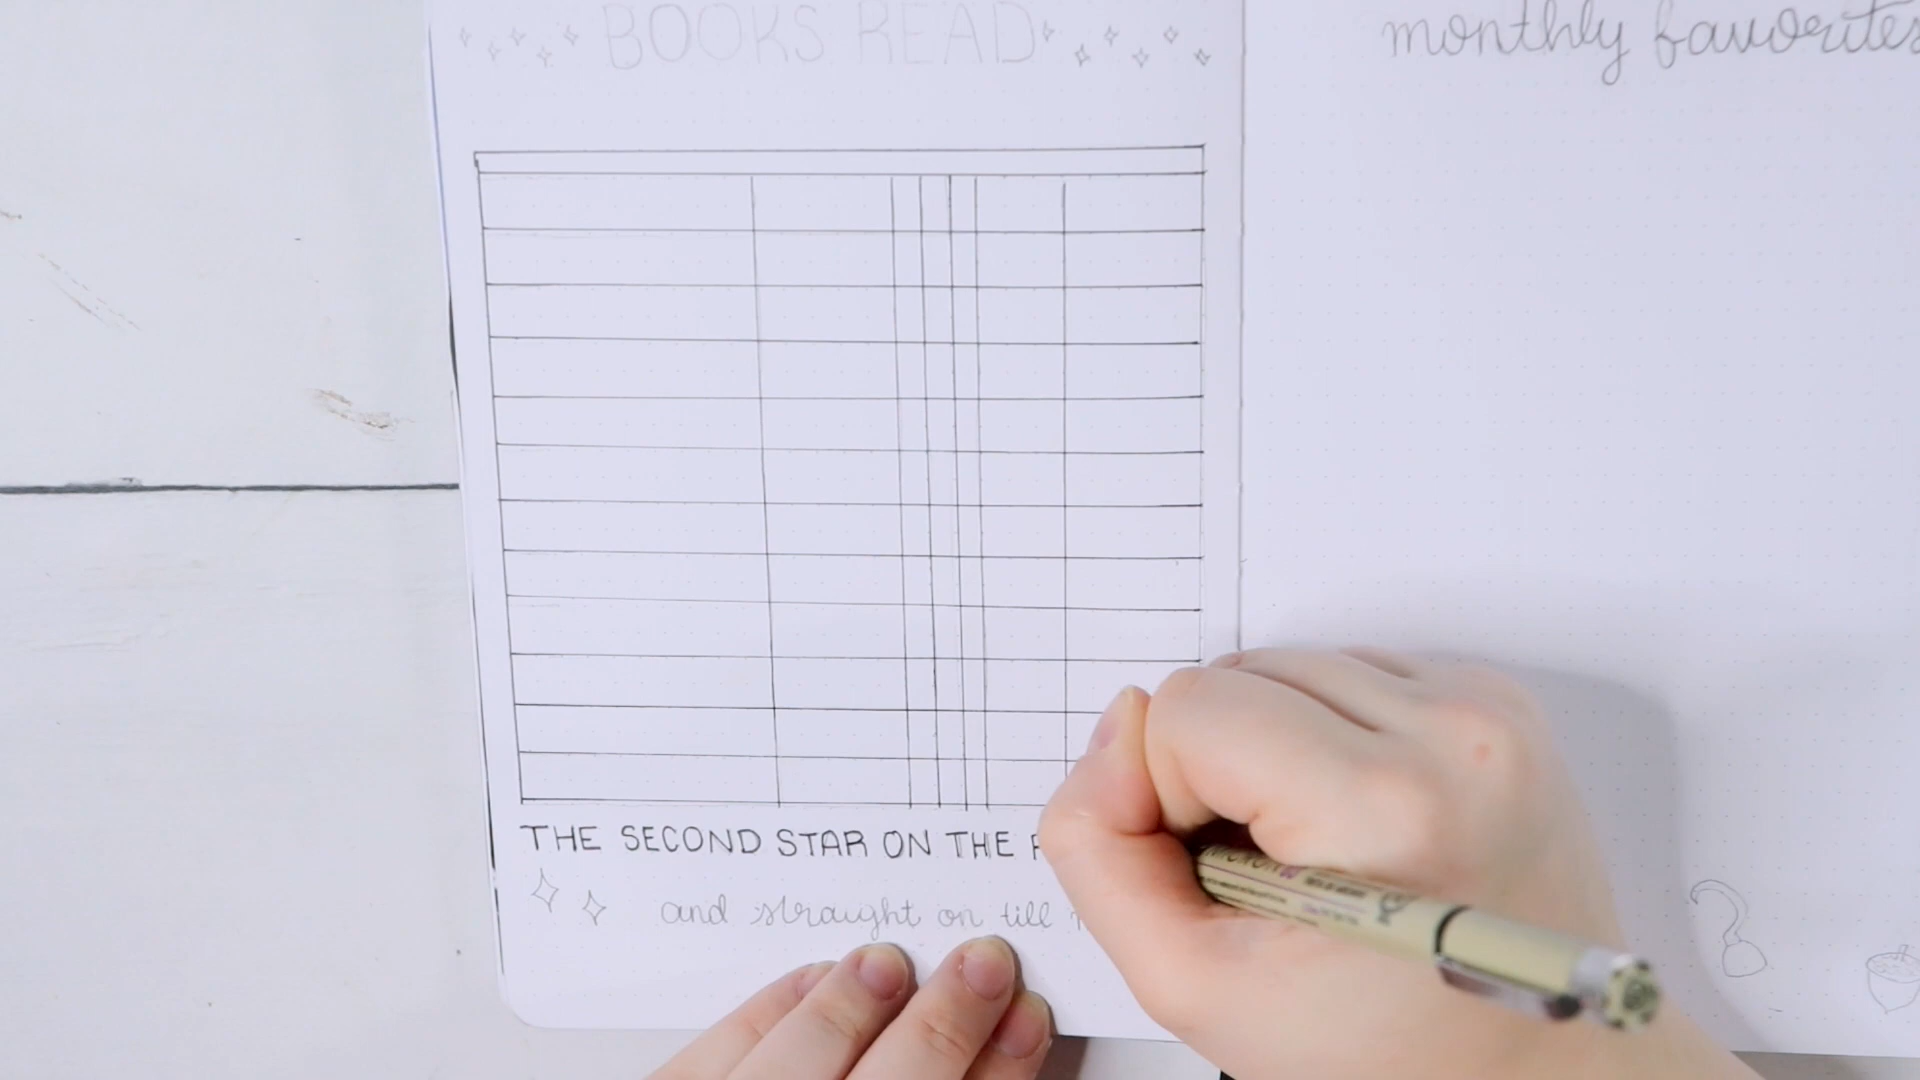 BOOKS READ
monthly favorites
THE SECOND STAR ON THE
and straight on till